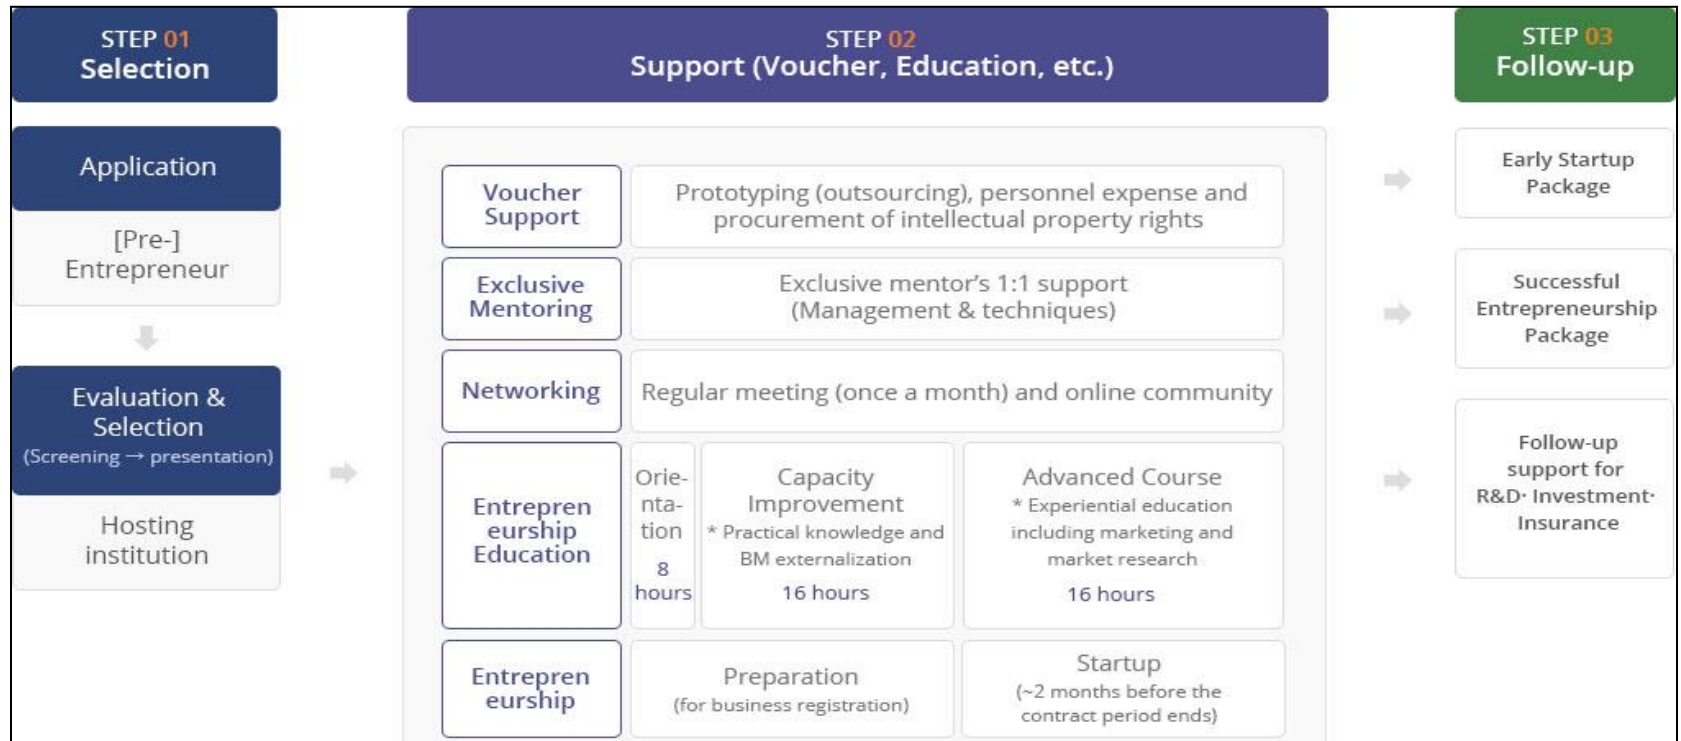 STEP 01
Selection
Application
[Pre-]
Entrepreneur
Evaluation &
Selection
(Screening → presentation)
Hosting
institution
STEP 02
Support (Voucher, Education, etc.)
Voucher
Support
Prototyping (outsourcing), personnel expense and
procurement of intellectual property rights
Exclusive
Mentoring
Exclusive mentor's 1:1 support
(Management & techniques)
Networking
Regular meeting (once a month) and online community
Entrepren
eurship
Education
Orie-
nta-
tion
8
hours
Capacity
Improvement
* Practical knowledge and
BM externalization
16 hours
Advanced Course
* Experiential education
including marketing and
market research
16 hours
Entrepren
eurship
Preparation
(for business registration)
Startup
(~2 months before the
contract period ends)
STEP 03
Follow-up
Early Startup
Package
Successful
Entrepreneurship
Package
Follow-up
support for
R&D· Investment·
Insurance